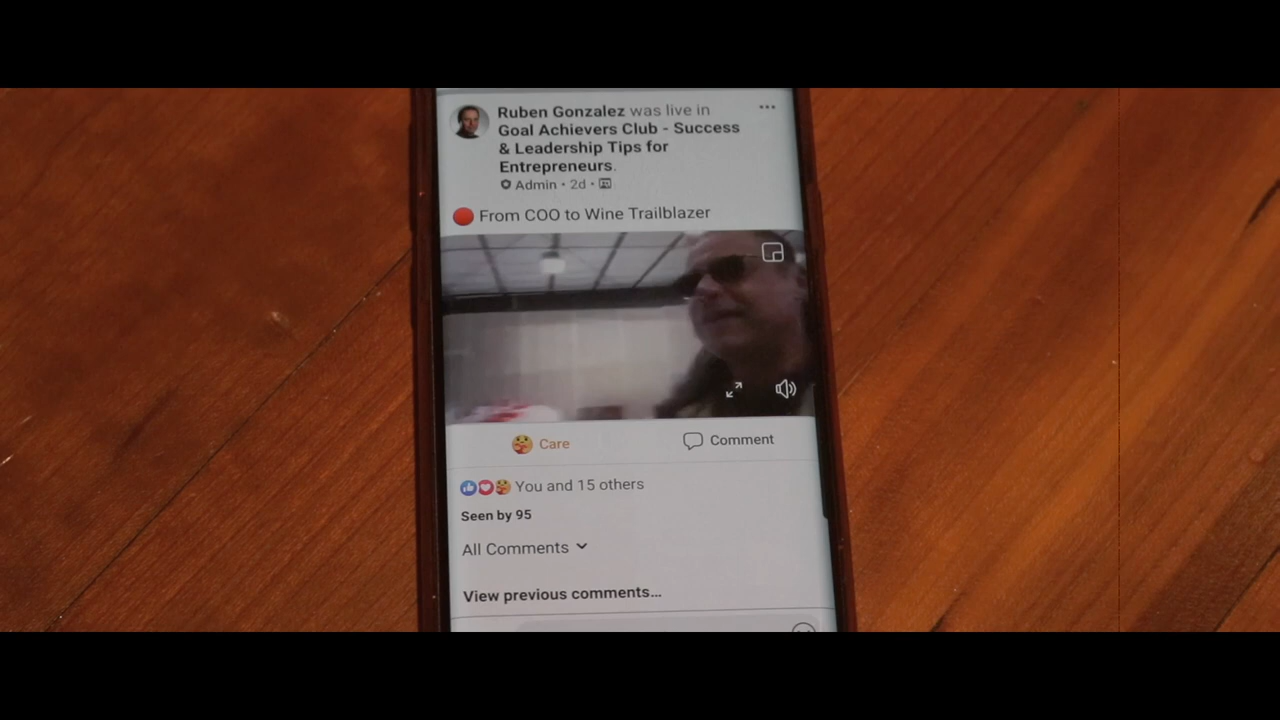 Ruben Gonzalez was live in
Goal Achievers Club - Success
& Leadership Tips for
Entrepreneurs.
Admin · 2d ·
From COO to Wine Trailblazer
Care
Comment
You and 15 others
Seen by 95
All Comments
View previous comments...